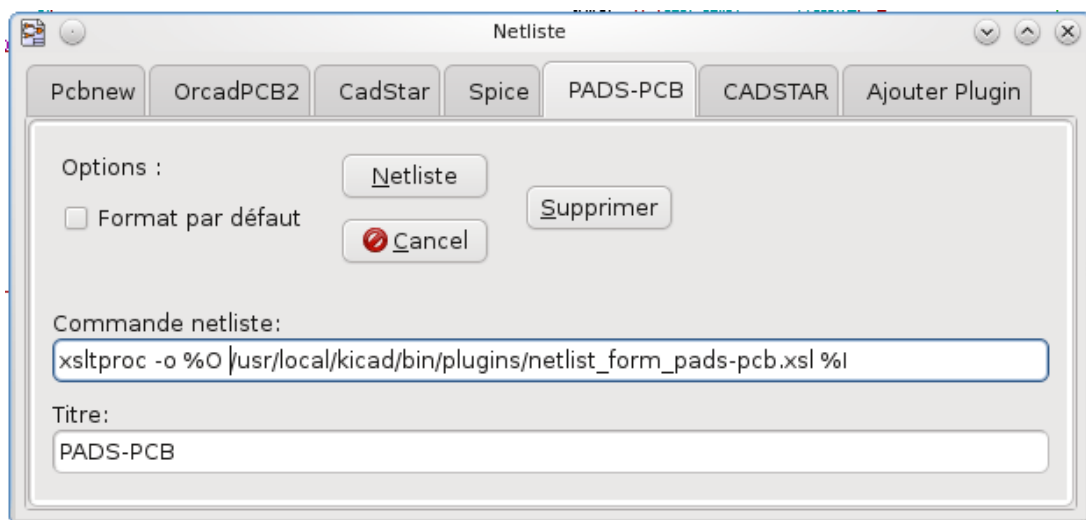 Netliste
Pcbnew OrcadPCB2 CadStar Spice PADS-PCB CADSTAR Ajouter Plugin
Options :
Netliste
Supprimer
Format par défaut
Cancel
Commande netliste:
xsltproc -o %O /usr/local/kicad/bin/plugins/netlist_form_pads-pcb.xsl %I
Titre:
PADS-PCB